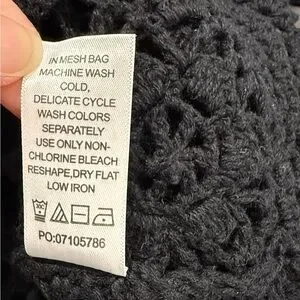 IN MESH BAG
MACHINE WASH
COLD,
DELICATE CYCLE
WASH COLORS
SEPARATELY
USE ONLY NON-
CHLORINE BLEACH
RESHAPE,DRY FLAT
LOW IRON
PO:07105786